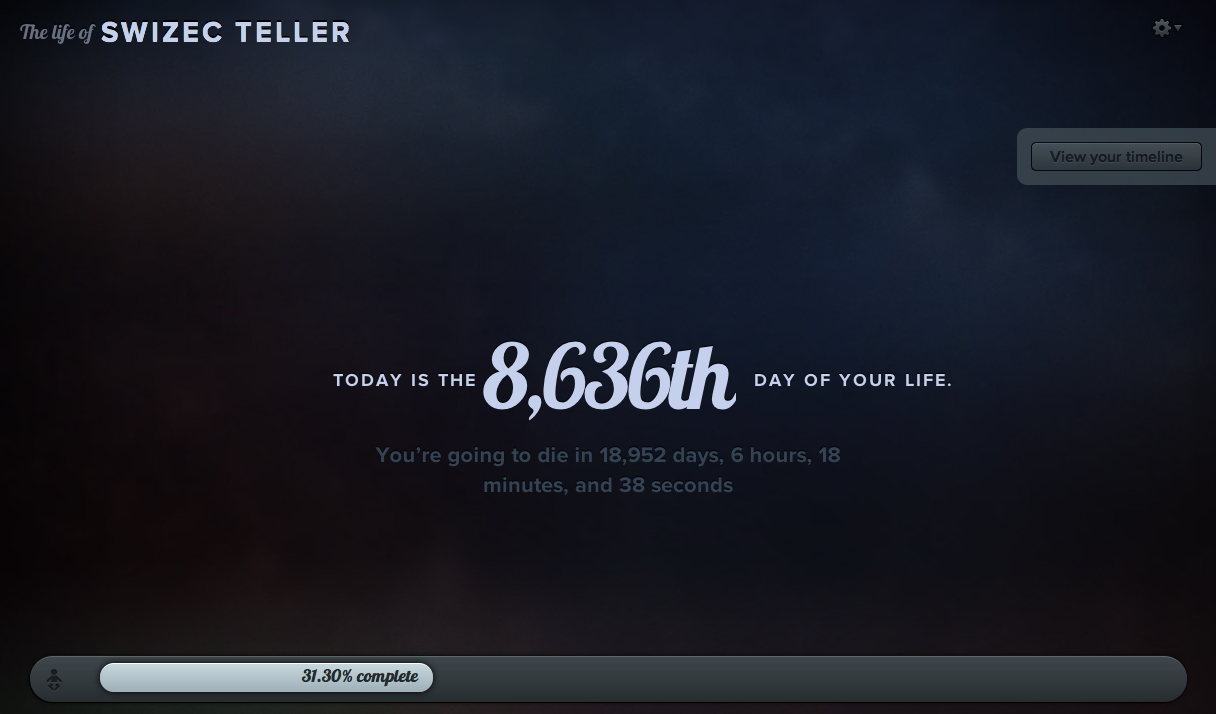 The life of SWIZEC TELLER
View your timeline
TODAY IS THE 8,636th DAY OF YOUR LIFE.
You're going to die in 18,952 days, 6 hours, 18
minutes, and 38 seconds
31.30% complete